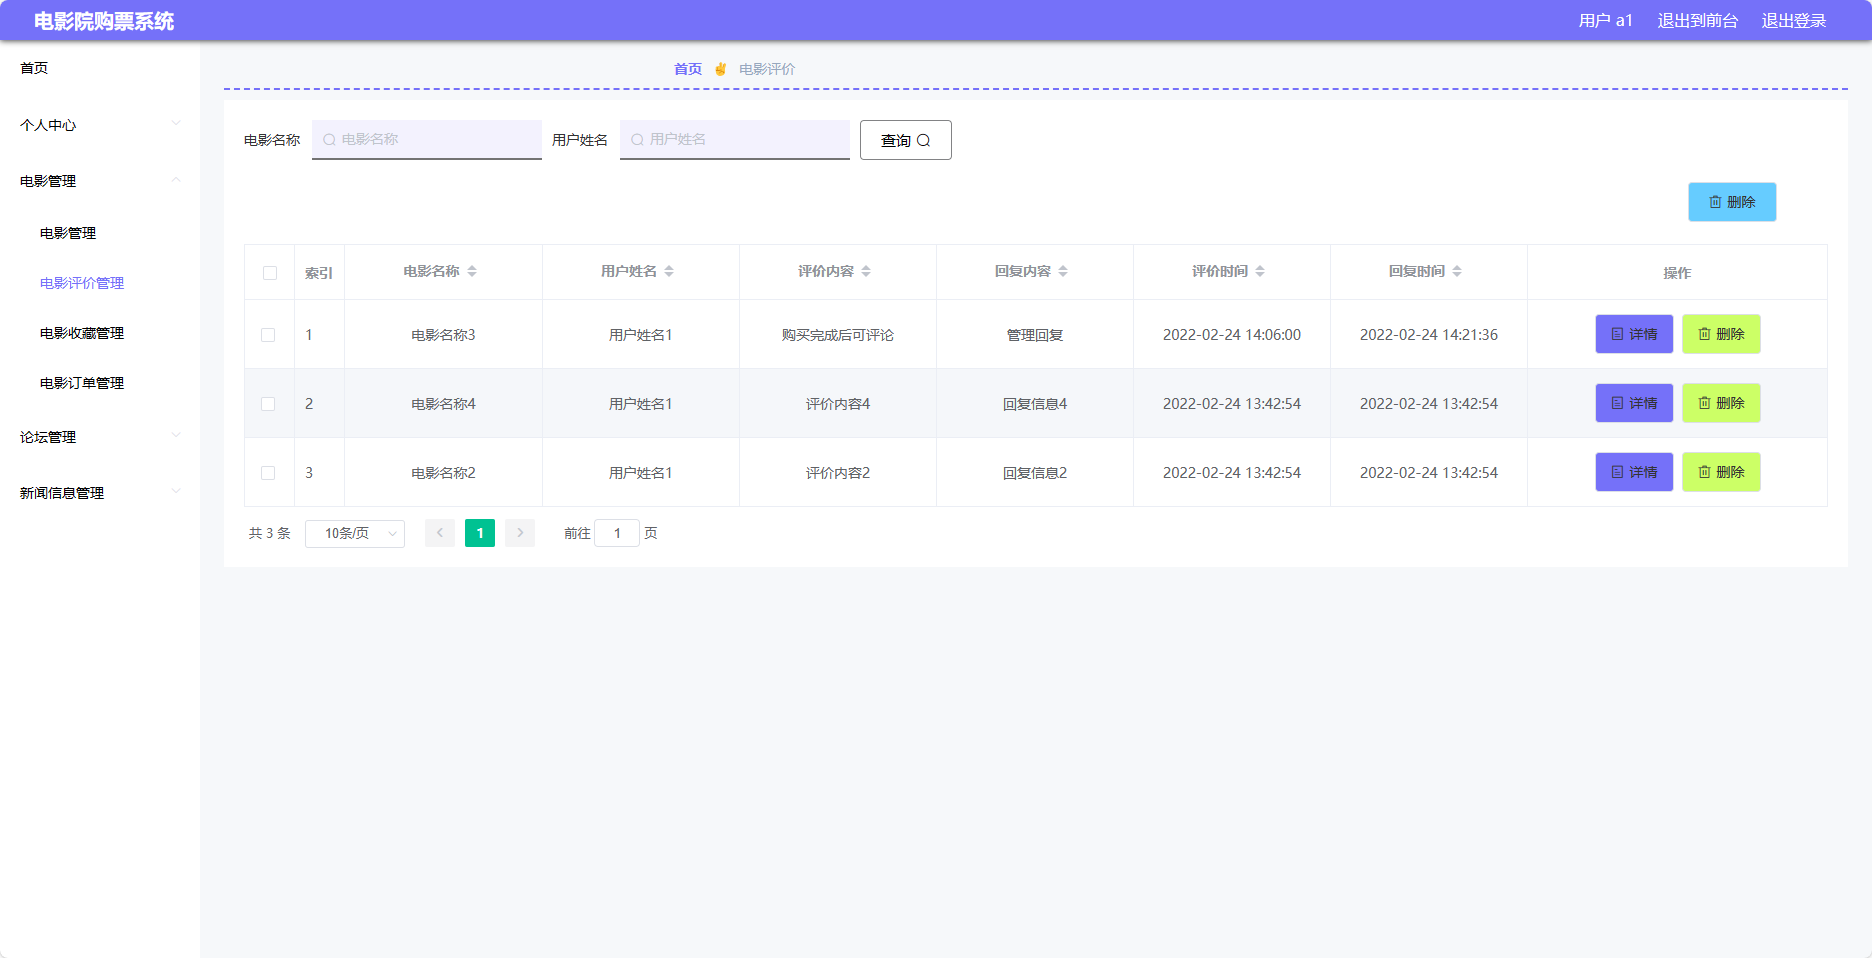 电影院购票系统 用户 a1 退出到前台 退出登录
首页
个人中心
电影管理
电影管理
电影评价管理
电影收藏管理
电影订单管理
论坛管理
新闻信息管理
首页 电影评价
电影名称 电影名称 用户姓名 用户姓名 查询
删除
索引 电影名称 用户姓名 评价内容 回复内容 评价时间 回复时间 操作
1 电影名称3 用户姓名1 购买完成后可评论 管理回复 2022-02-24 14:06:00 2022-02-24 14:21:36 详情 删除
2 电影名称4 用户姓名1 评价内容4 回复信息4 2022-02-24 13:42:54 2022-02-24 13:42:54 详情 删除
3 电影名称2 用户姓名1 评价内容2 回复信息2 2022-02-24 13:42:54 2022-02-24 13:42:54 详情 删除
共 3 条 10条/页 1 前往 1 页